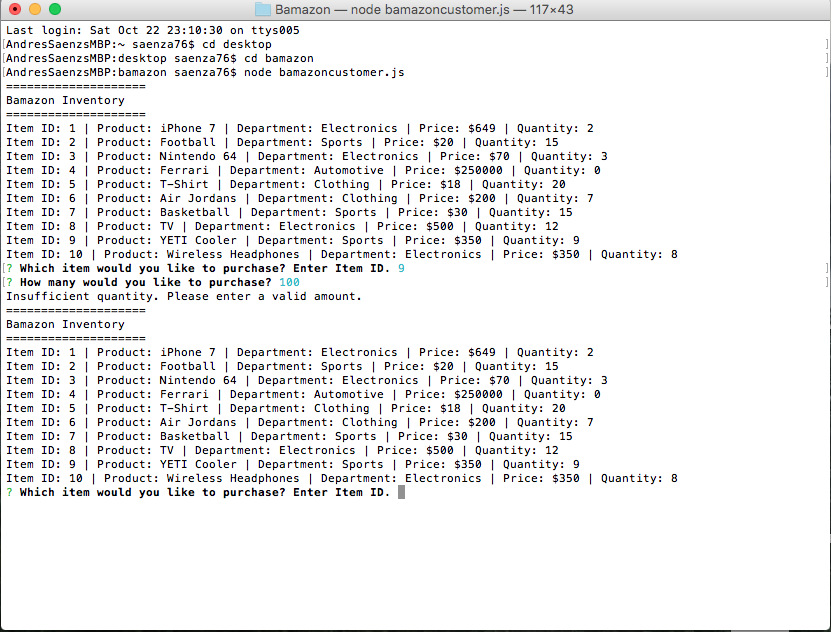 Bamazon — node bamazoncustomer.js — 117×43
Last login: Sat Oct 22 23:10:30 on ttys005
[AndresSaenzsMBP:~ saenza76$ cd desktop ]
[AndresSaenzsMBP:desktop saenza76$ cd bamazon ]
[AndresSaenzsMBP:bamazon saenza76$ node bamazoncustomer.js ]
====================
Bamazon Inventory
====================
Item ID: 1 | Product: iPhone 7 | Department: Electronics | Price: $649 | Quantity: 2
Item ID: 2 | Product: Football | Department: Sports | Price: $20 | Quantity: 15
Item ID: 3 | Product: Nintendo 64 | Department: Electronics | Price: $70 | Quantity: 3
Item ID: 4 | Product: Ferrari | Department: Automotive | Price: $250000 | Quantity: 0
Item ID: 5 | Product: T-Shirt | Department: Clothing | Price: $18 | Quantity: 20
Item ID: 6 | Product: Air Jordans | Department: Clothing | Price: $200 | Quantity: 7
Item ID: 7 | Product: Basketball | Department: Sports | Price: $30 | Quantity: 15
Item ID: 8 | Product: TV | Department: Electronics | Price: $500 | Quantity: 12
Item ID: 9 | Product: YETI Cooler | Department: Sports | Price: $350 | Quantity: 9
Item ID: 10 | Product: Wireless Headphones | Department: Electronics | Price: $350 | Quantity: 8
[? Which item would you like to purchase? Enter Item ID. 9 ]
[? How many would you like to purchase? 100 ]
Insufficient quantity. Please enter a valid amount.
====================
Bamazon Inventory
====================
Item ID: 1 | Product: iPhone 7 | Department: Electronics | Price: $649 | Quantity: 2
Item ID: 2 | Product: Football | Department: Sports | Price: $20 | Quantity: 15
Item ID: 3 | Product: Nintendo 64 | Department: Electronics | Price: $70 | Quantity: 3
Item ID: 4 | Product: Ferrari | Department: Automotive | Price: $250000 | Quantity: 0
Item ID: 5 | Product: T-Shirt | Department: Clothing | Price: $18 | Quantity: 20
Item ID: 6 | Product: Air Jordans | Department: Clothing | Price: $200 | Quantity: 7
Item ID: 7 | Product: Basketball | Department: Sports | Price: $30 | Quantity: 15
Item ID: 8 | Product: TV | Department: Electronics | Price: $500 | Quantity: 12
Item ID: 9 | Product: YETI Cooler | Department: Sports | Price: $350 | Quantity: 9
Item ID: 10 | Product: Wireless Headphones | Department: Electronics | Price: $350 | Quantity: 8
? Which item would you like to purchase? Enter Item ID.